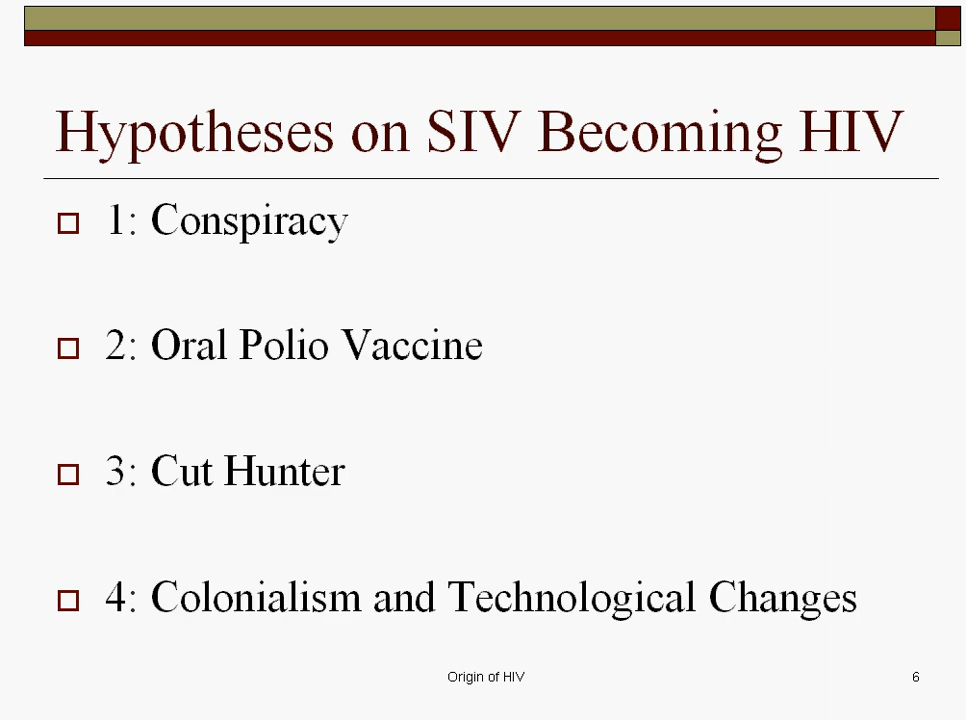 Hypotheses on SIV Becoming HIV
1: Conspiracy
2: Oral Polio Vaccine
3: Cut Hunter
4: Colonialism and Technological Changes
Origin of HIV
6